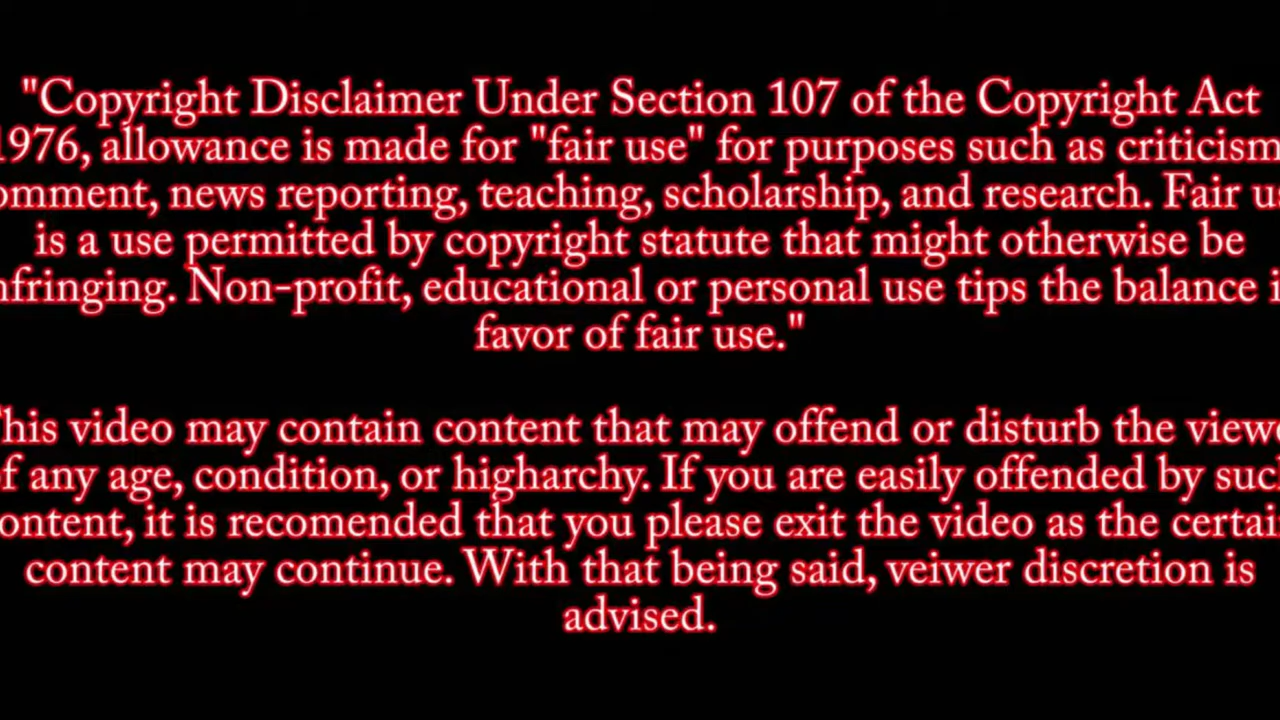 "Copyright Disclaimer Under Section 107 of the Copyright Act
1976, allowance is made for "fair use" for purposes such as criticism
omment, news reporting, teaching, scholarship, and research. Fair u
is a use permitted by copyright statute that might otherwise be
nfringing. Non-profit, educational or personal use tips the balance i
favor of fair use."
This video may contain content that may offend or disturb the viewe
of any age, condition, or higharchy. If you are easily offended by suc
ontent, it is recomended that you please exit the video as the certai
content may continue. With that being said, veiwer discretion is
advised.